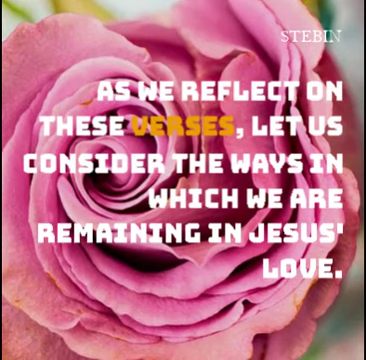 STEBIN
AS WE REFLECT ON
THESE VERSES, LET US
CONSIDER THE WAYS IN
WHICH WE ARE
REMAINING IN JESUS'
LOVE.